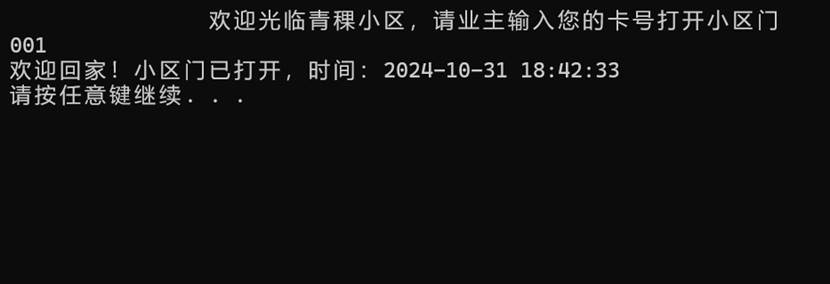 欢迎光临青稞小区，请业主输入您的卡号打开小区门
001
欢迎回家！小区门已打开，时间：2024-10-31 18:42:33
请按任意键继续. . .